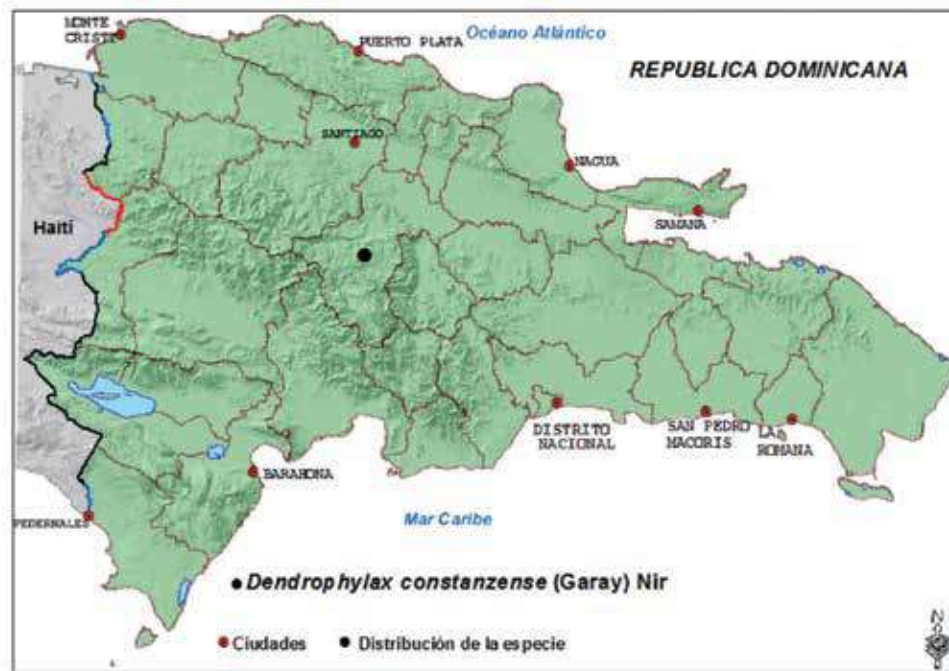 MONTE
CRISTI
PUERTO PLATA
Océano Atlántico
REPUBLICA DOMINICANA
SANTIAGO
NAGUA
SAMANA
Haití
DISTRITO
NACIONAL
SAN PEDRO
MACORIS
LA
ROMANA
BARAHONA
PEDERNALES
Mar Caribe
Dendrophylax constanzense (Garay) Nir
Ciudades
Distribución de la especie